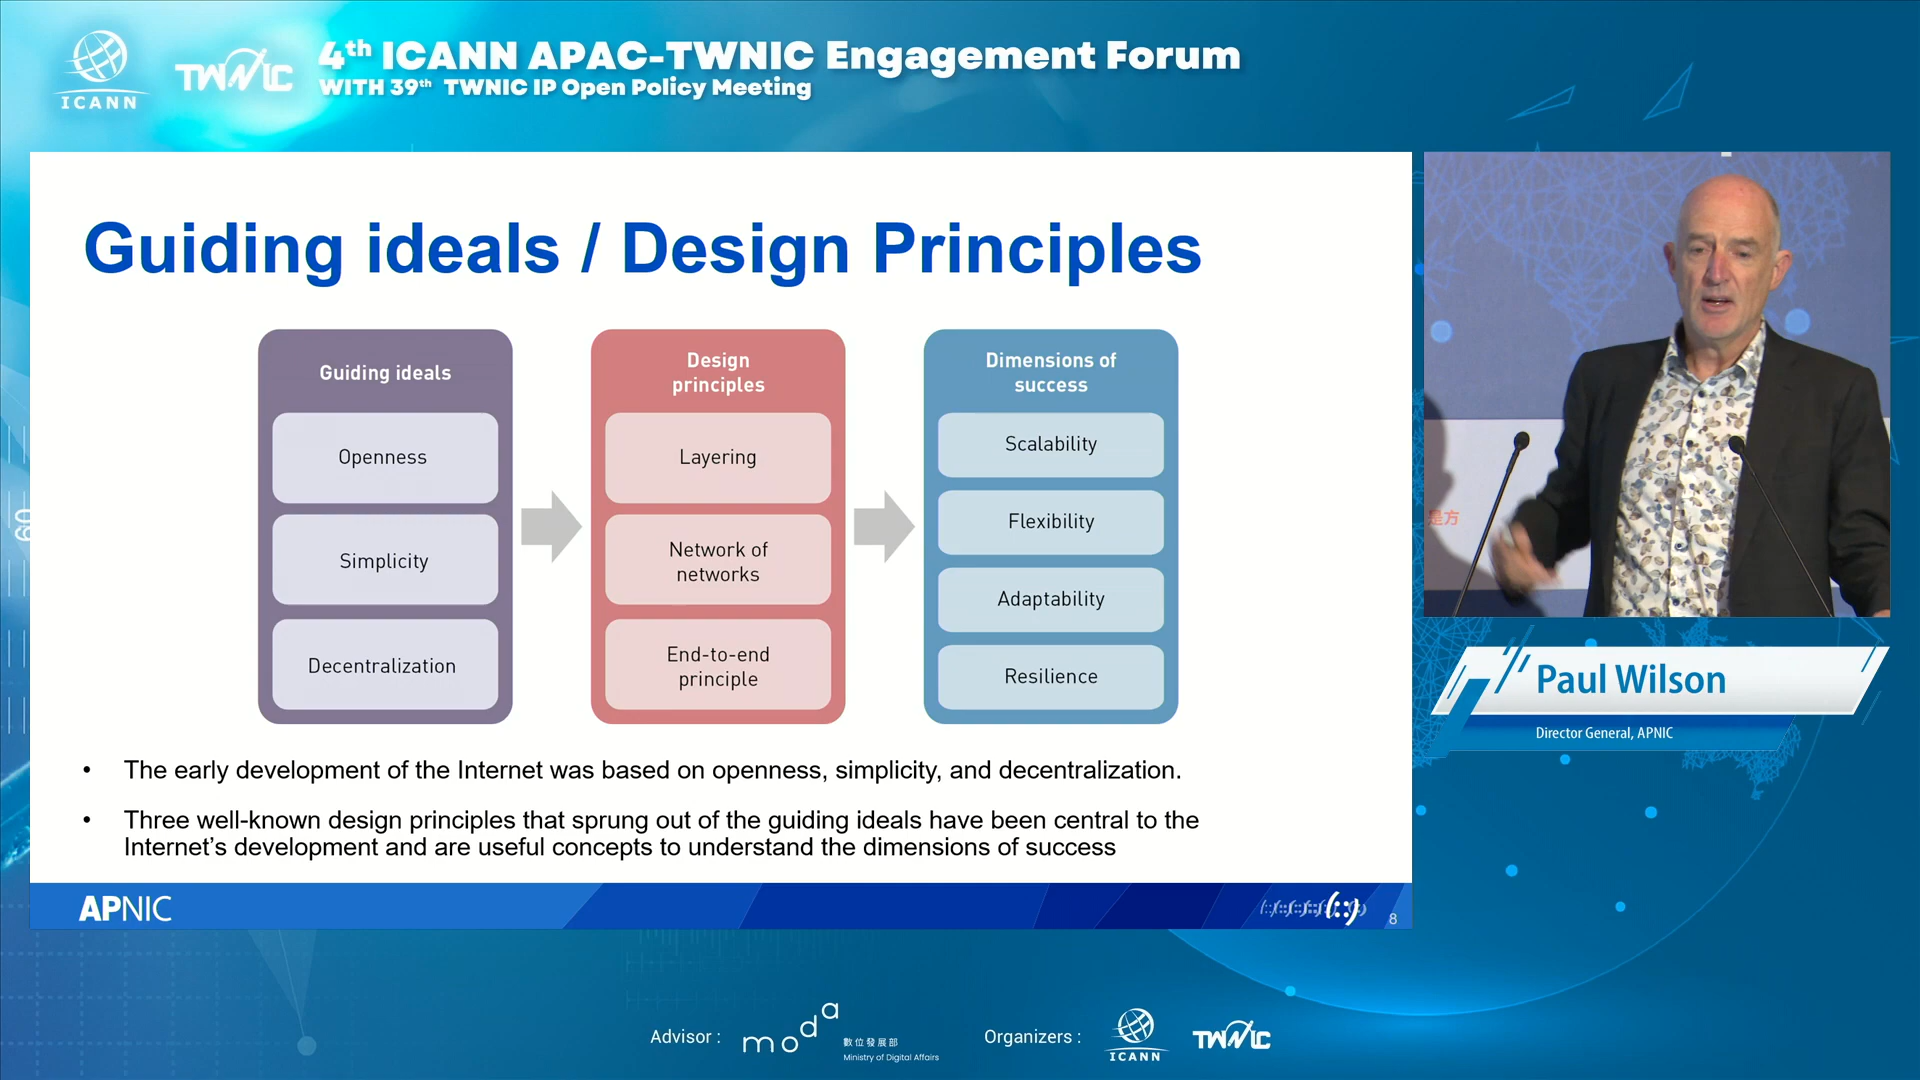 4th ICANN APAC-TWNIC Engagement Forum
WITH 39th TWNIC IP Open Policy Meeting
ICANN
TWNIC
Guiding ideals / Design Principles
Guiding ideals
Openness
Simplicity
Decentralization
Design
principles
Layering
Network of
networks
End-to-end
principle
Dimensions of
success
Scalability
Flexibility
Adaptability
Resilience
• The early development of the Internet was based on openness, simplicity, and decentralization.
• Three well-known design principles that sprung out of the guiding ideals have been central to the
Internet’s development and are useful concepts to understand the dimensions of success
APNIC
(::)
8
是方
Paul Wilson
Director General, APNIC
60
Advisor :
moda
數位發展部
Ministry of Digital Affairs
Organizers :
ICANN
TWNIC